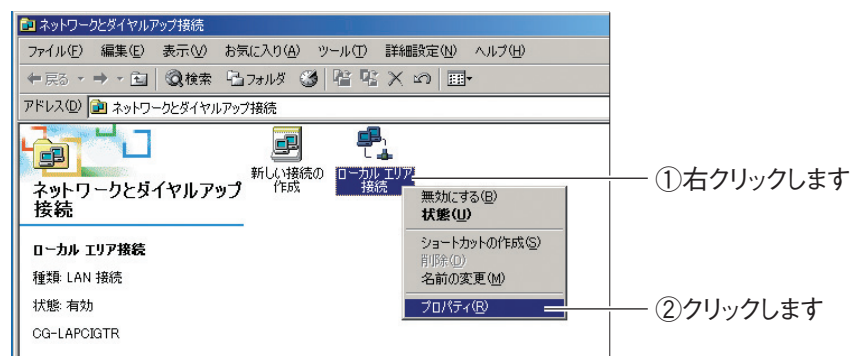 ネットワークとダイヤルアップ接続
ファイル(F) 編集(E) 表示(V) お気に入り(A) ツール(T) 詳細設定(N) ヘルプ(H)
戻る 検索 フォルダ
アドレス(D) ネットワークとダイヤルアップ接続
ネットワークとダイヤルアップ
接続
ローカル エリア接続
種類: LAN 接続
状態: 有効
CG-LAPCIGTR
新しい接続の
作成
ローカル エリア
接続
①右クリックします
無効にする(B)
状態(U)
ショートカットの作成(S)
削除(D)
名前の変更(M)
プロパティ(R)
②クリックします